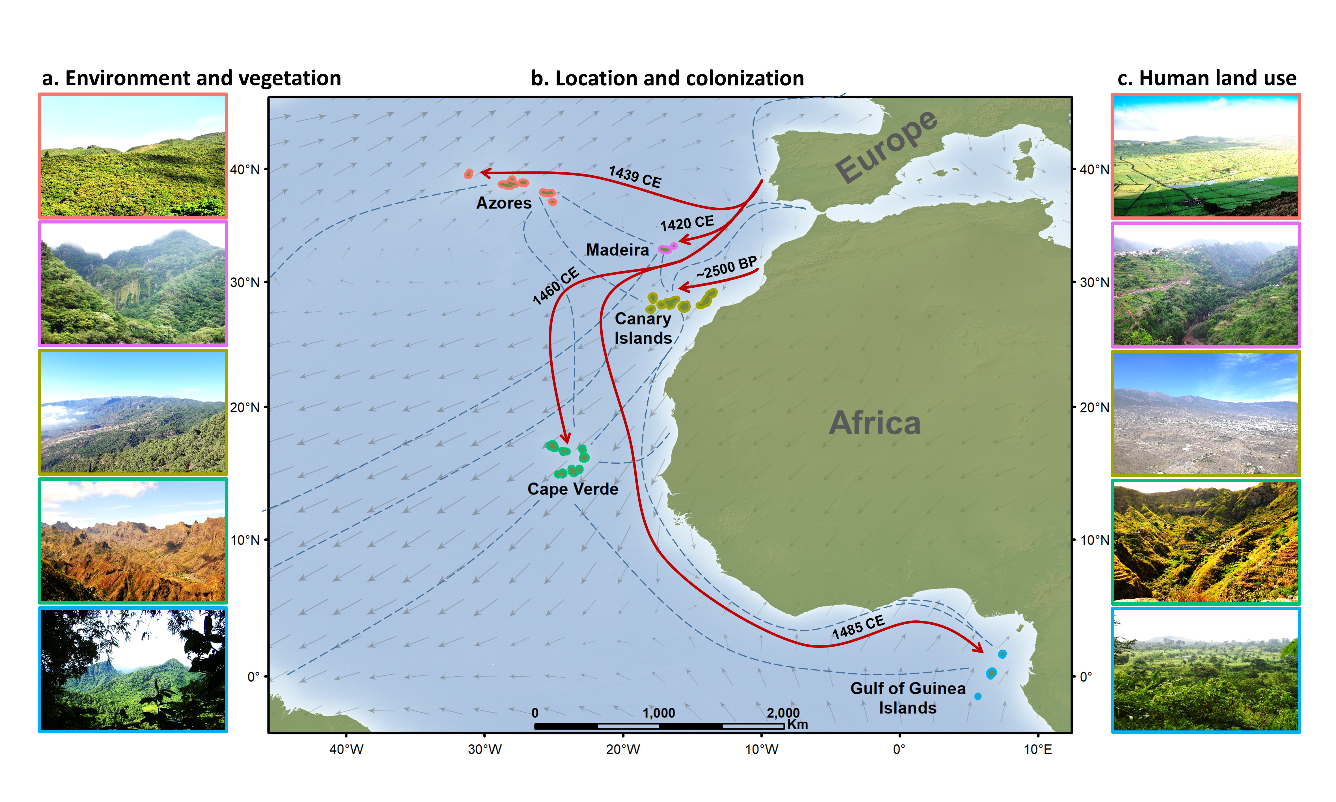 a. Environment and vegetation
b. Location and colonization
c. Human land use
Europe
40°N
40°N
1439 CE
Azores
1420 CE
Madeira
~2500 BP
30°N
30°N
1460 CE
Canary
Islands
20°N
20°N
Africa
Cape Verde
10°N
10°N
1485 CE
0°
0°
Gulf of Guinea
Islands
0
1,000
2,000
Km
40°W
30°W
20°W
10°W
0°
10°E